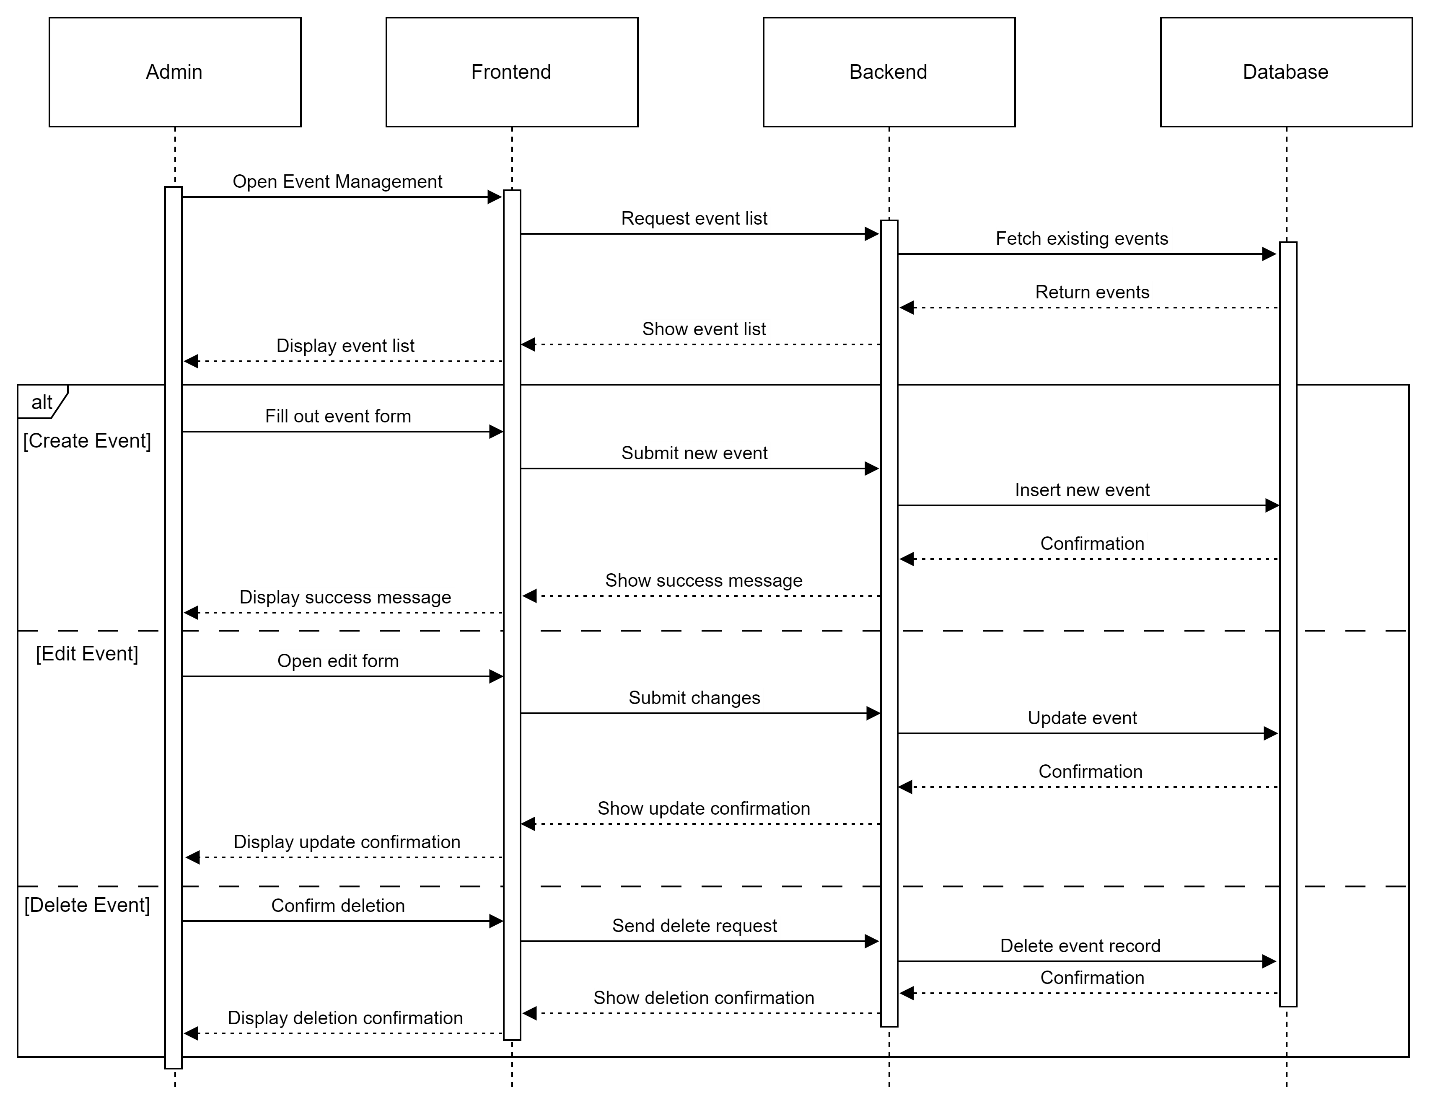 Admin
Frontend
Backend
Database
Open Event Management
Request event list
Fetch existing events
Return events
Show event list
Display event list
alt
[Create Event]
Fill out event form
Submit new event
Insert new event
Confirmation
Show success message
Display success message
[Edit Event]
Open edit form
Submit changes
Update event
Confirmation
Show update confirmation
Display update confirmation
[Delete Event]
Confirm deletion
Send delete request
Delete event record
Confirmation
Show deletion confirmation
Display deletion confirmation